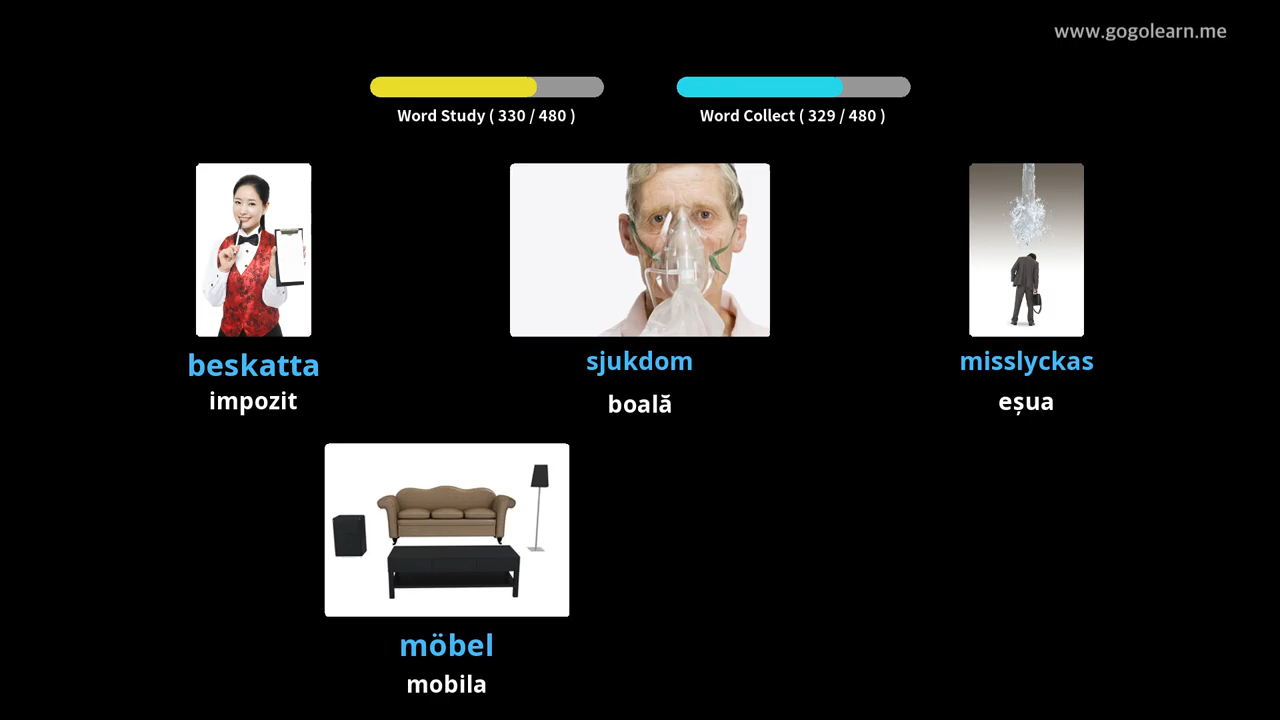 www.gogolearn.me
Word Study ( 330 / 480 )
Word Collect ( 329 / 480 )
beskatta
impozit
sjukdom
boală
misslyckas
eșua
möbel
mobila